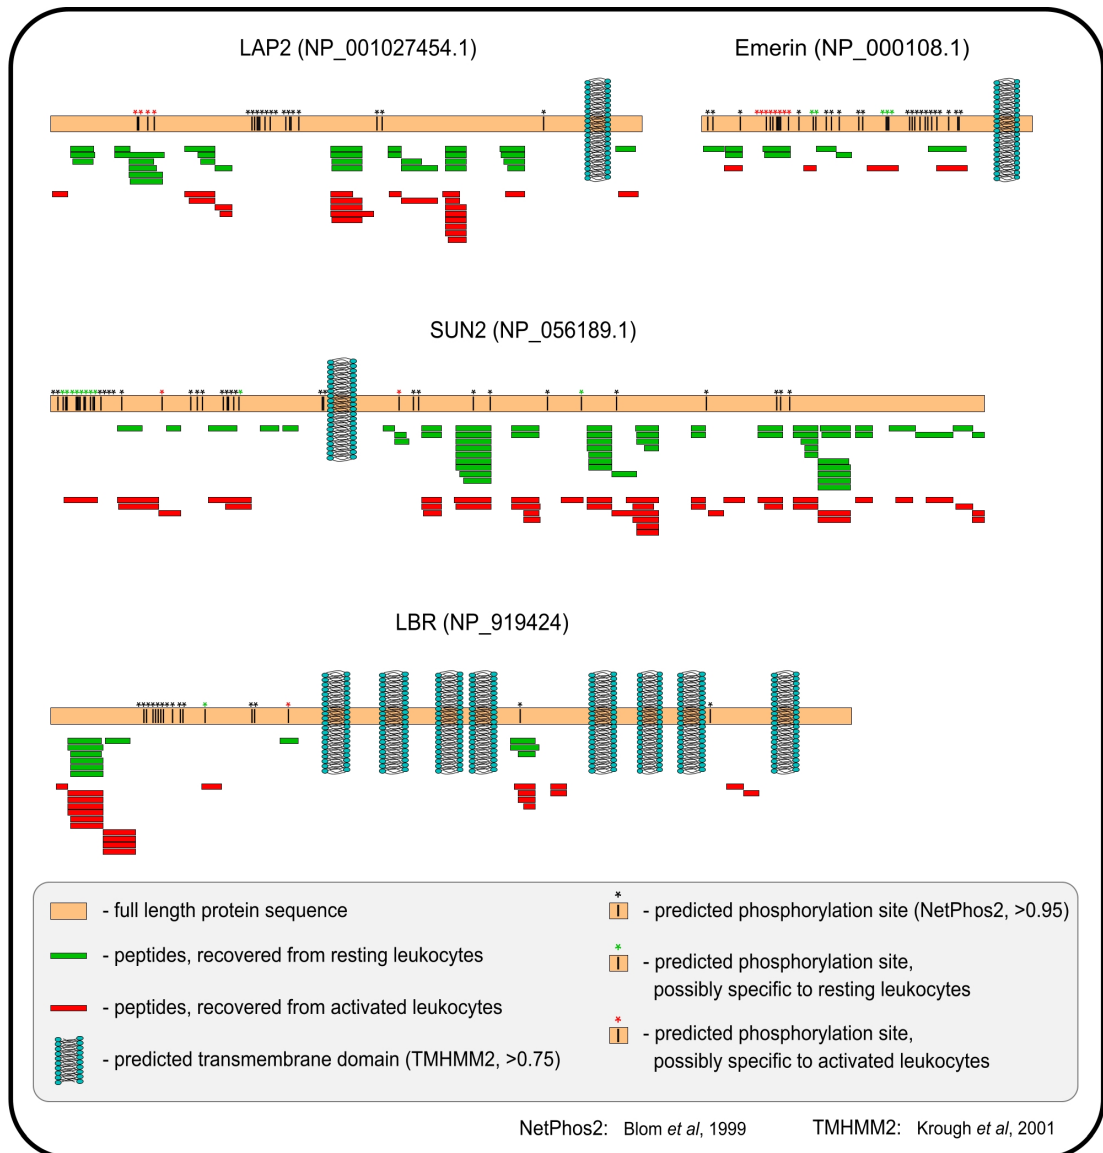 LAP2 (NP_001027454.1)
Emerin (NP_000108.1)
SUN2 (NP_056189.1)
LBR (NP_919424)
- full length protein sequence
- peptides, recovered from resting leukocytes
- peptides, recovered from activated leukocytes
- predicted transmembrane domain (TMHMM2, >0.75)
- predicted phosphorylation site (NetPhos2, >0.95)
- predicted phosphorylation site,
possibly specific to resting leukocytes
- predicted phosphorylation site,
possibly specific to activated leukocytes
NetPhos2: Blom et al, 1999 TMHMM2: Krough et al, 2001